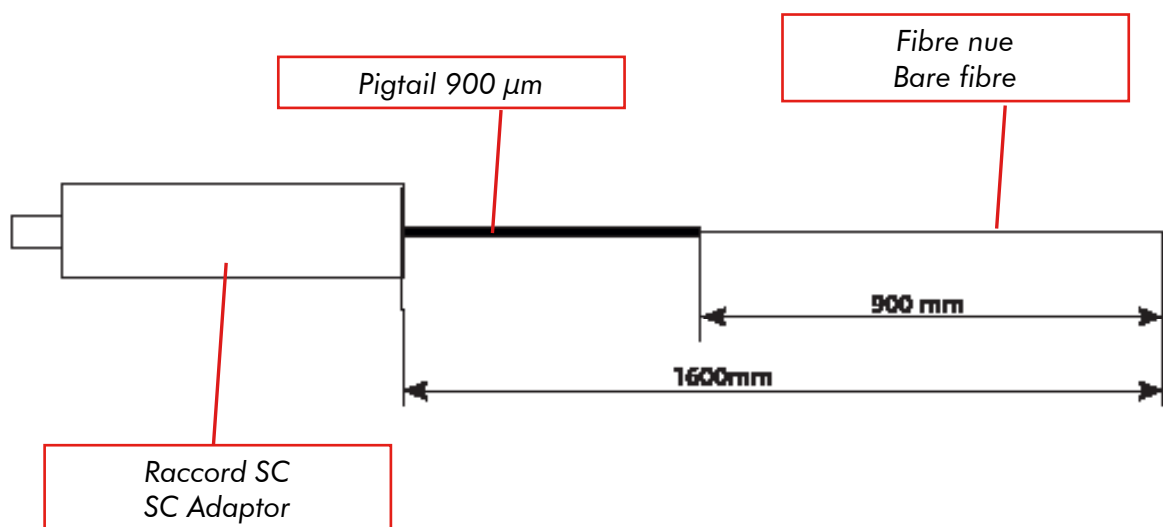 Fibre nue
Bare fibre
Pigtail 900 µm
900 mm
1600mm
Raccord SC
SC Adaptor